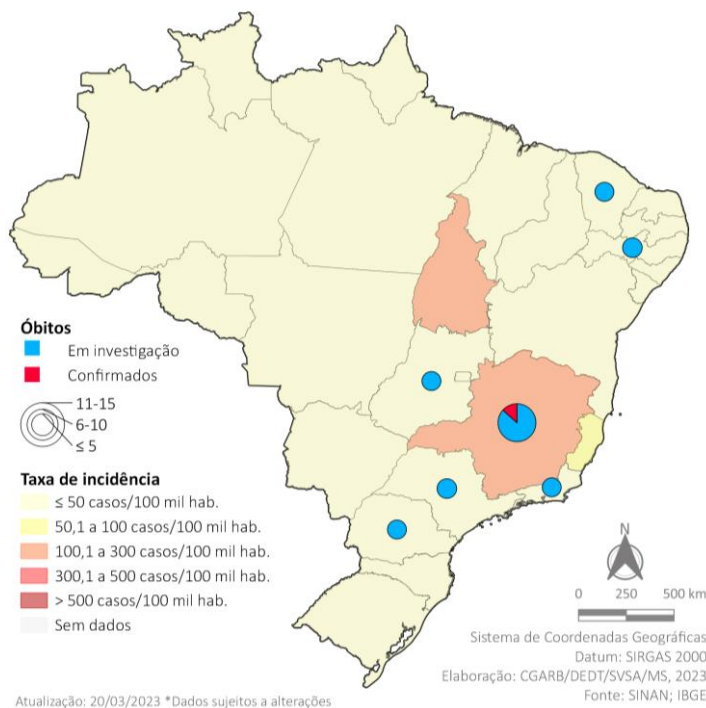 Óbitos
Em investigação
Confirmados
11-15
6-10
≤ 5
Taxa de incidência
≤ 50 casos/100 mil hab.
50,1 a 100 casos/100 mil hab.
100,1 a 300 casos/100 mil hab.
300,1 a 500 casos/100 mil hab.
> 500 casos/100 mil hab.
Sem dados
N
0 250 500 km
Sistema de Coordenadas Geográficas
Datum: SIRGAS 2000
Elaboração: CGARB/DEDT/SVSA/MS, 2023
Fonte: SINAN; IBGE
Atualização: 20/03/2023 *Dados sujeitos a alterações